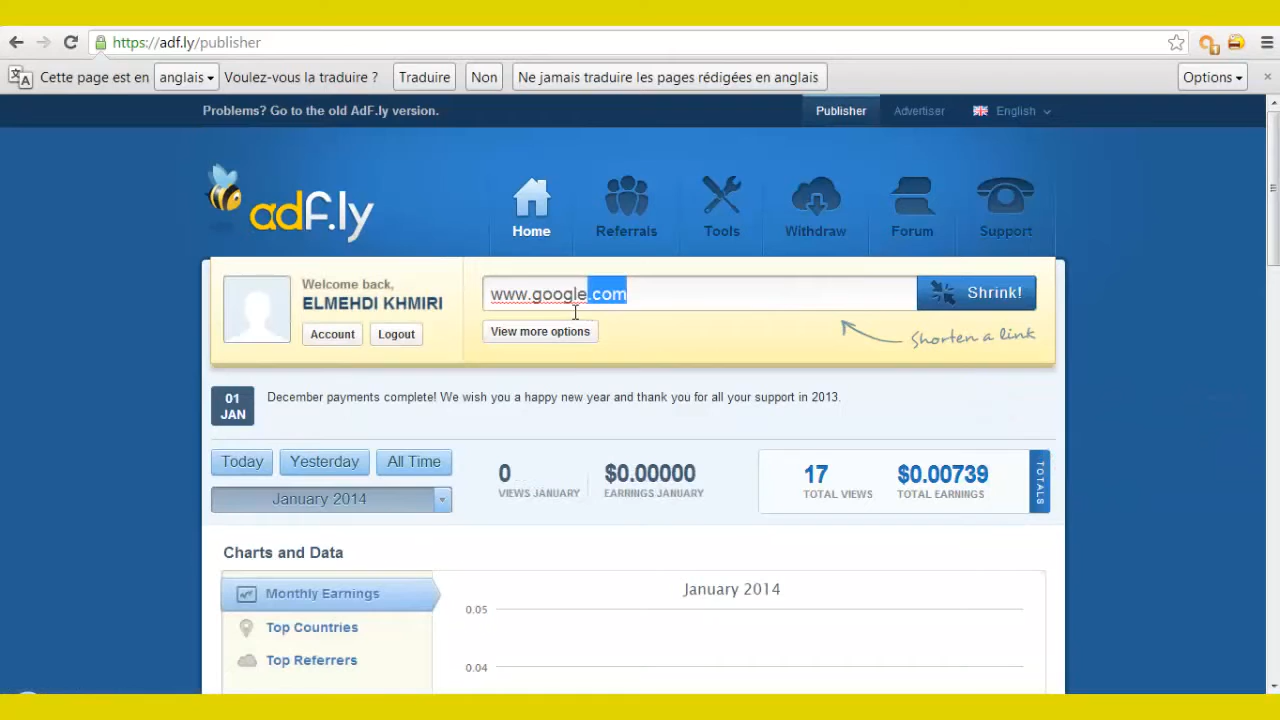 https://adf.ly/publisher
Cette page est en anglais Voulez-vous la traduire ? Traduire Non Ne jamais traduire les pages rédigées en anglais Options ×
Problems? Go to the old AdF.ly version. Publisher Advertiser English
adf.ly
Home Referrals Tools Withdraw Forum Support
Welcome back,
ELMEHDI KHMIRI
Account Logout
www.google.com Shrink!
View more options
Shorten a link
01
JAN
December payments complete! We wish you a happy new year and thank you for all your support in 2013.
Today Yesterday All Time
January 2014
0
VIEWS JANUARY
$0.00000
EARNINGS JANUARY
17
TOTAL VIEWS
$0.00739
TOTAL EARNINGS
TOTALS
Charts and Data
Monthly Earnings
Top Countries
Top Referrers
January 2014
0.05
0.04